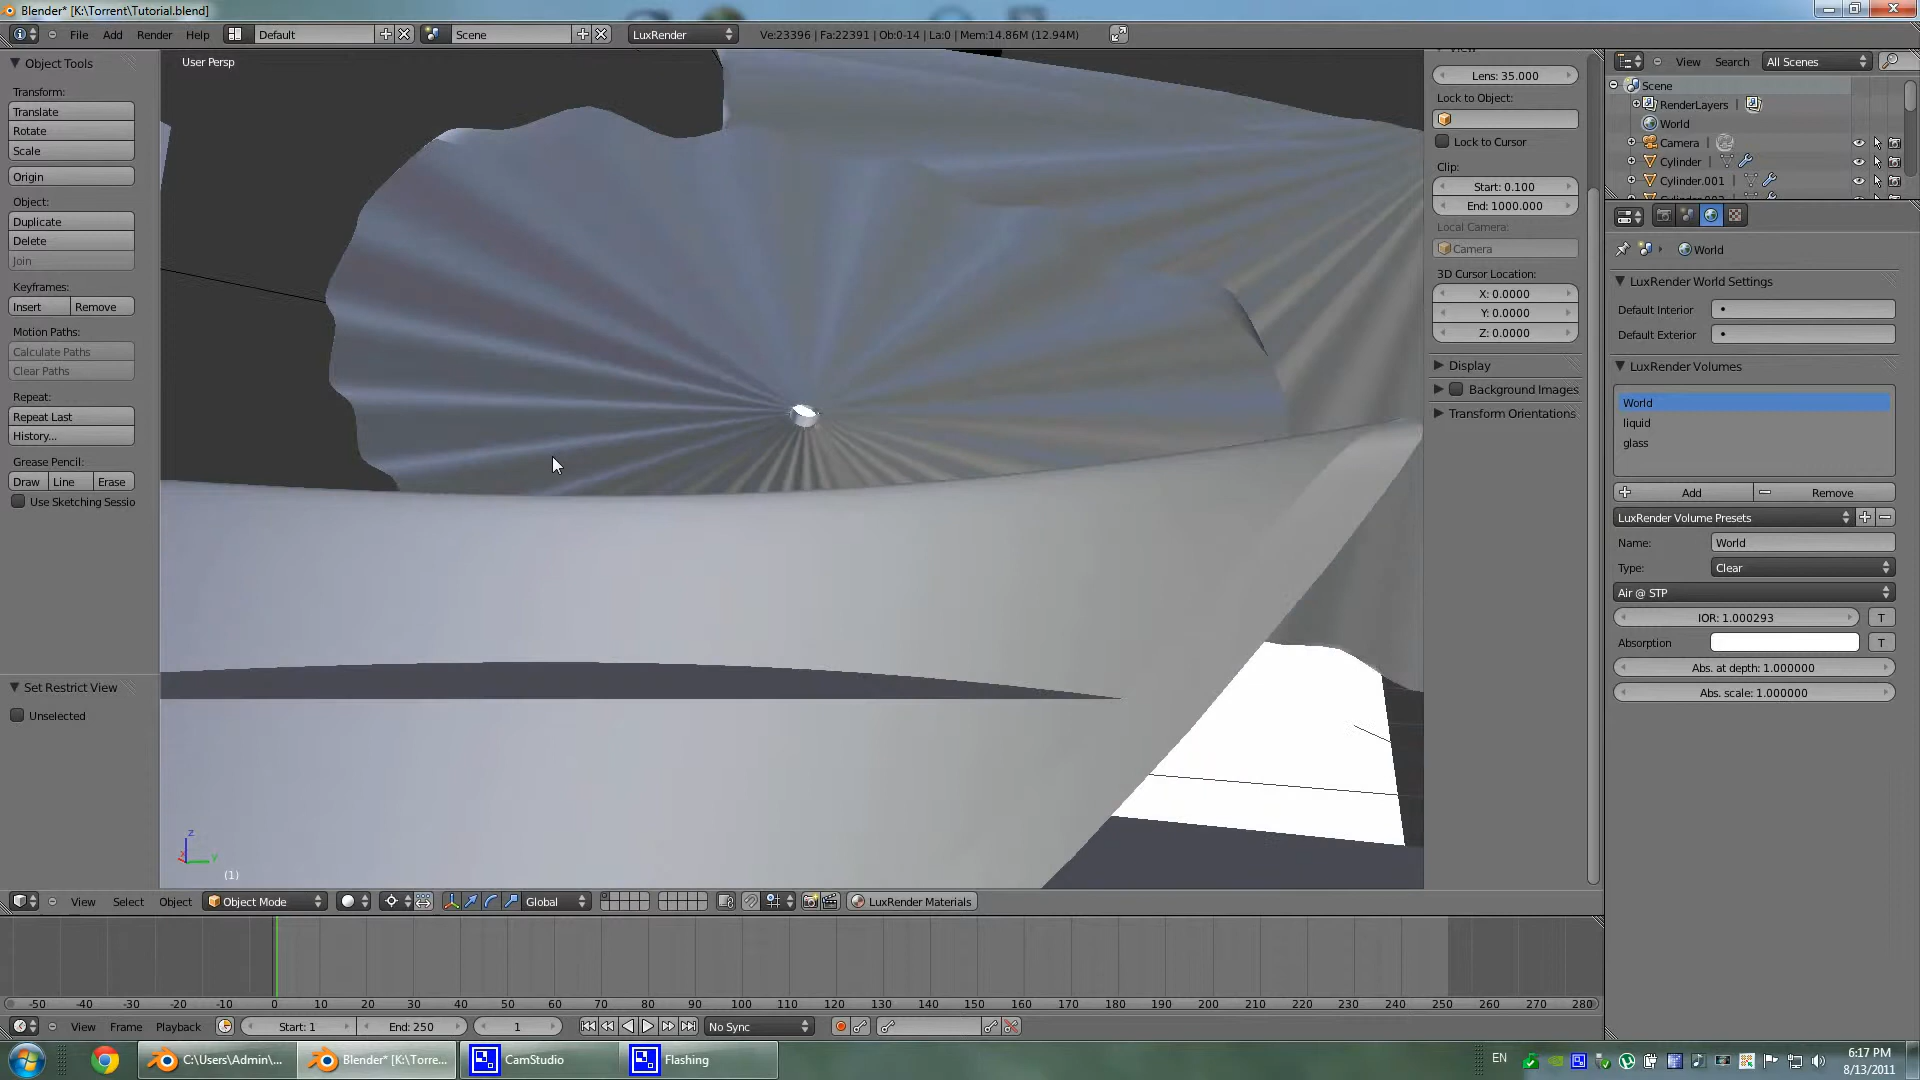 Blender* [K:\Torrent\Tutorial.blend]
File Add Render Help Default Scene LuxRender Ve:23396 | Fa:22391 | Ob:0-14 | La:0 | Mem:14.86M (12.94M)
Object Tools
Transform:
Translate
Rotate
Scale
Origin
Object:
Duplicate
Delete
Join
Keyframes:
Insert Remove
Motion Paths:
Calculate Paths
Clear Paths
Repeat:
Repeat Last
History...
Grease Pencil:
Draw Line Erase
Use Sketching Sessio
Set Restrict View
Unselected
User Persp
(1)
z
y
View
Lens: 35.000
Lock to Object:
Lock to Cursor
Clip:
Start: 0.100
End: 1000.000
Local Camera:
Camera
3D Cursor Location:
X: 0.0000
Y: 0.0000
Z: 0.0000
Display
Background Images
Transform Orientations
View Search All Scenes
Scene
RenderLayers
World
Camera
Cylinder
Cylinder.001
World
LuxRender World Settings
Default Interior
Default Exterior
LuxRender Volumes
World
liquid
glass
Add Remove
LuxRender Volume Presets
Name: World
Type: Clear
Air @ STP
IOR: 1.000293 T
Absorption T
Abs. at depth: 1.000000
Abs. scale: 1.000000
View Select Object Object Mode Global LuxRender Materials
-50 -40 -30 -20 -10 0 10 20 30 40 50 60 70 80 90 100 110 120 130 140 150 160 170 180 190 200 210 220 230 240 250 260 270 280
View Frame Playback Start: 1 End: 250 1 No Sync
C:\Users\Admin\... Blender* [K:\Torre... CamStudio Flashing EN 6:17 PM
8/13/2011